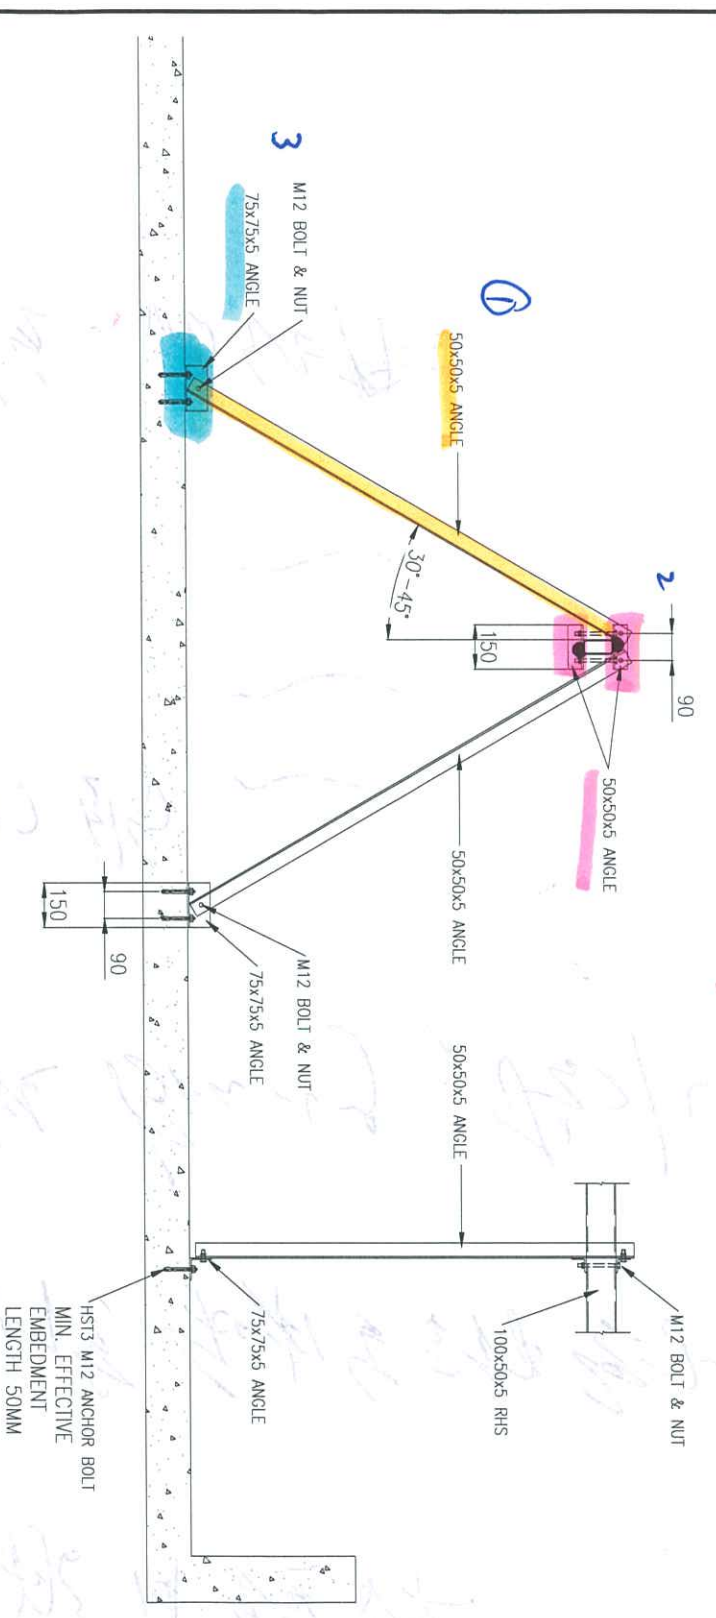 3
M12 BOLT & NUT
75x75x5 ANGLE
①
50x50x5 ANGLE
30°-45°
2
90
150
50x50x5 ANGLE
50x50x5 ANGLE
M12 BOLT & NUT
75x75x5 ANGLE
150
90
50x50x5 ANGLE
M12 BOLT & NUT
100x50x5 RHS
75x75x5 ANGLE
HST3 M12 ANCHOR BOLT
MIN. EFFECTIVE
EMBEDMENT
LENGTH 50MM